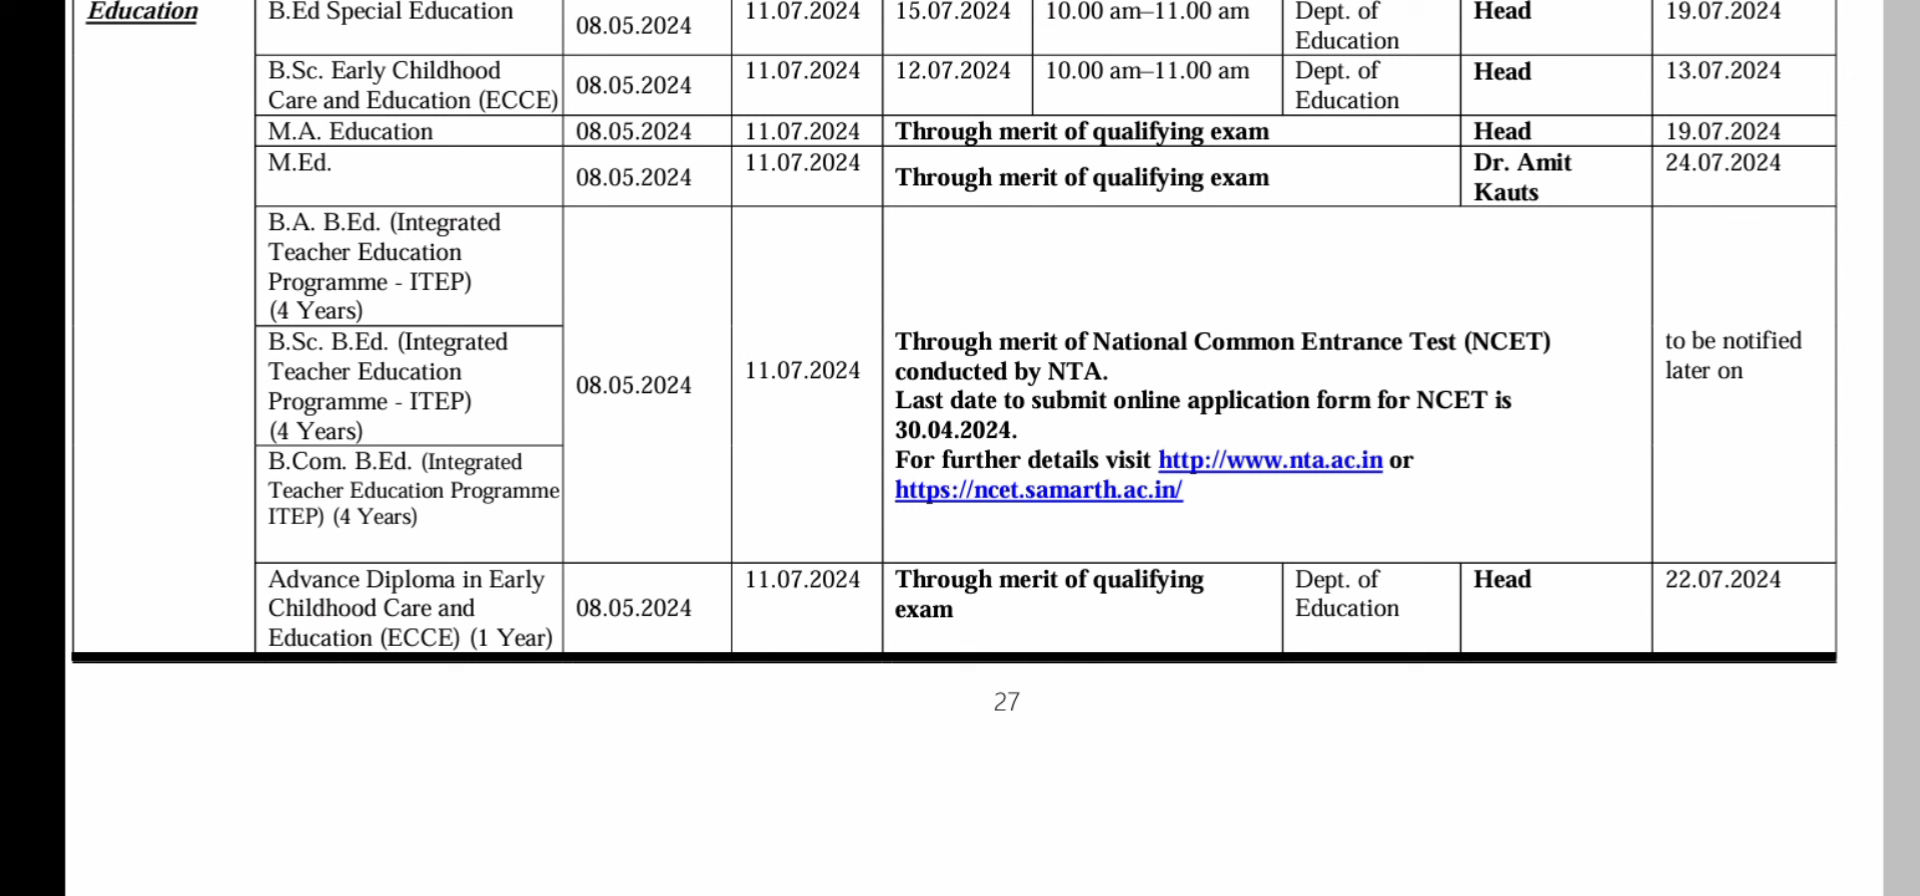 Education
B.Ed Special Education
08.05.2024
11.07.2024
15.07.2024
10.00 am–11.00 am
Dept. of
Education
Head
19.07.2024
B.Sc. Early Childhood
Care and Education (ECCE)
08.05.2024
11.07.2024
12.07.2024
10.00 am–11.00 am
Dept. of
Education
Head
13.07.2024
M.A. Education
08.05.2024
11.07.2024
Through merit of qualifying exam
Head
19.07.2024
M.Ed.
08.05.2024
11.07.2024
Through merit of qualifying exam
Dr. Amit
Kauts
24.07.2024
B.A. B.Ed. (Integrated
Teacher Education
Programme - ITEP)
(4 Years)
B.Sc. B.Ed. (Integrated
Teacher Education
Programme - ITEP)
(4 Years)
B.Com. B.Ed. (Integrated
Teacher Education Programme
ITEP) (4 Years)
08.05.2024
11.07.2024
Through merit of National Common Entrance Test (NCET)
conducted by NTA.
Last date to submit online application form for NCET is
30.04.2024.
For further details visit http://www.nta.ac.in or
https://ncet.samarth.ac.in/
to be notified
later on
Advance Diploma in Early
Childhood Care and
Education (ECCE) (1 Year)
08.05.2024
11.07.2024
Through merit of qualifying
exam
Dept. of
Education
Head
22.07.2024
27